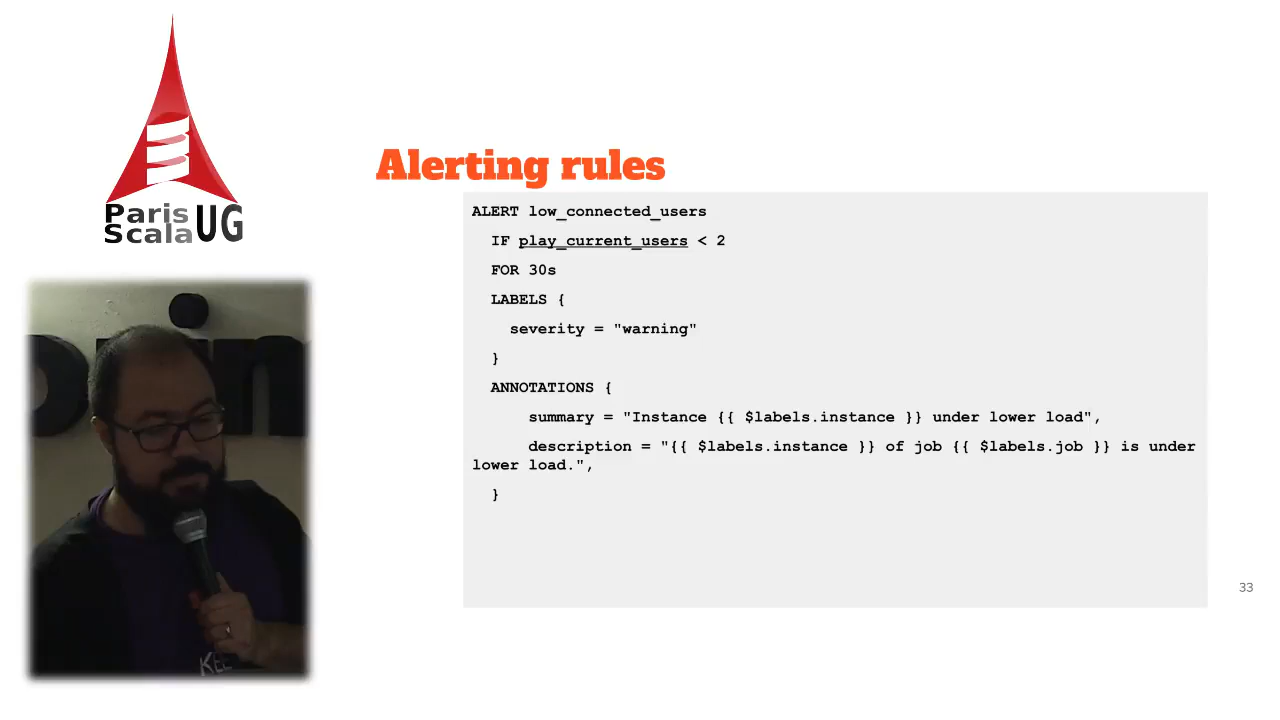 Paris
Scala UG
Alerting rules
ALERT low_connected_users
IF play_current_users < 2
FOR 30s
LABELS {
severity = "warning"
}
ANNOTATIONS {
summary = "Instance {{ $labels.instance }} under lower load",
description = "{{ $labels.instance }} of job {{ $labels.job }} is under
lower load.",
}
33